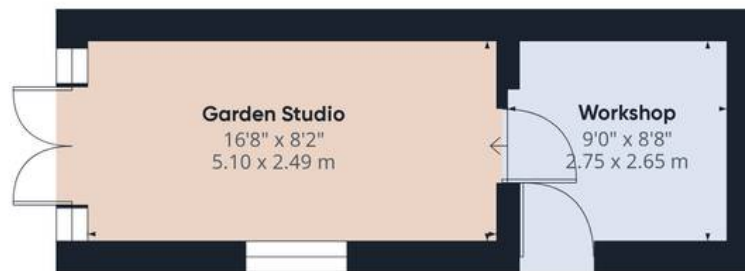 Garden Studio
16'8" x 8'2"
5.10 x 2.49 m
Workshop
9'0" x 8'8"
2.75 x 2.65 m